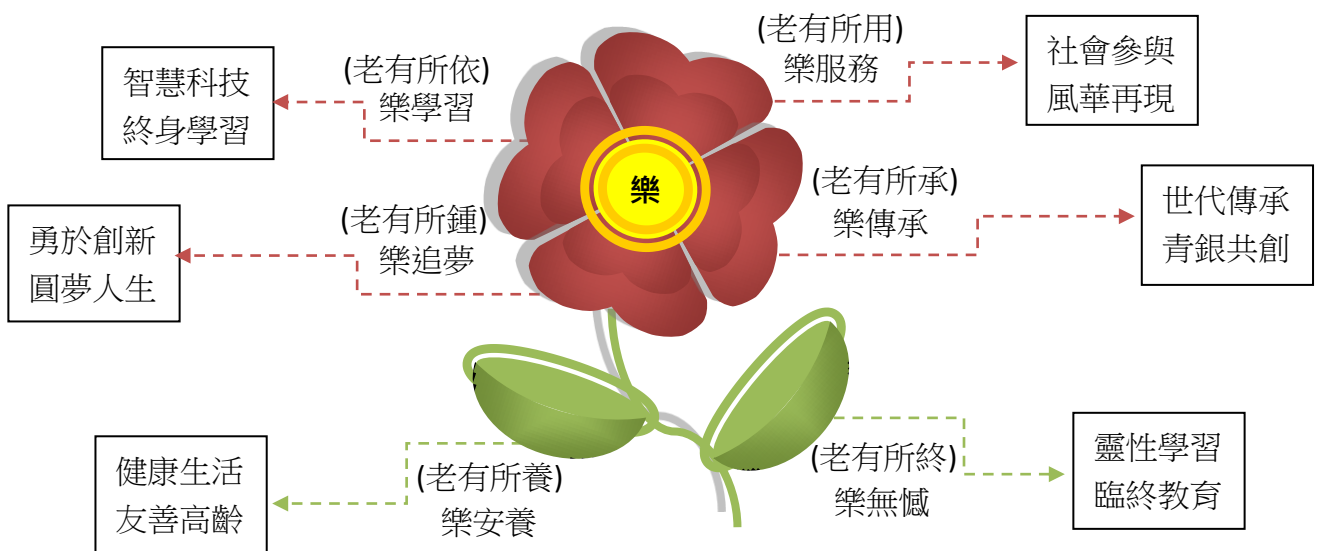 (老有所用)
樂服務
社會參與
風華再現
(老有所依)
樂學習
智慧科技
終身學習
樂
(老有所承)
樂傳承
世代傳承
青銀共創
(老有所鍾)
樂追夢
勇於創新
圓夢人生
(老有所養)
樂安養
健康生活
友善高齡
(老有所終)
樂無憾
靈性學習
臨終教育